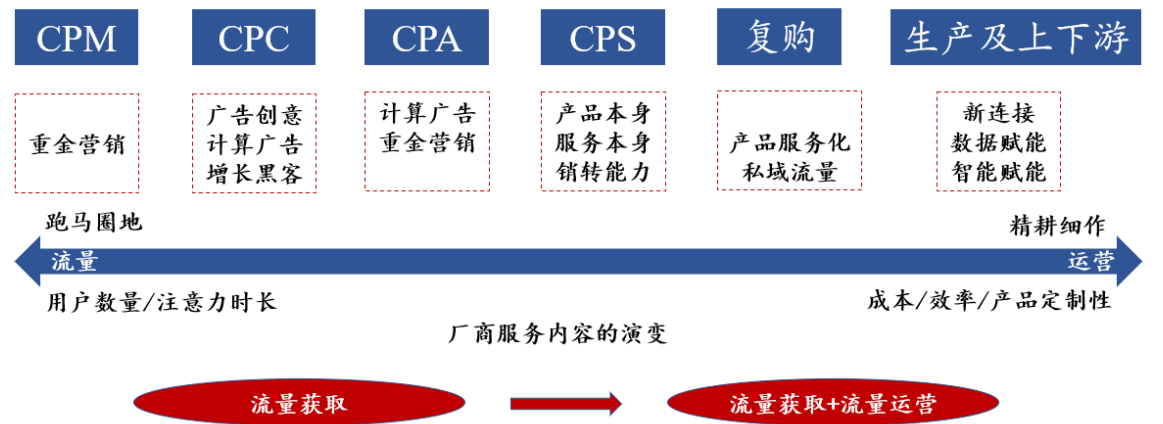 CPM
CPC
CPA
CPS
复购
生产及上下游
重金营销
广告创意
计算广告
增长黑客
计算广告
重金营销
产品本身
服务本身
销转能力
产品服务化
私域流量
新连接
数据赋能
智能赋能
跑马圈地
精耕细作
流量
运营
用户数量/注意力时长
成本/效率/产品定制性
厂商服务内容的演变
流量获取
流量获取+流量运营